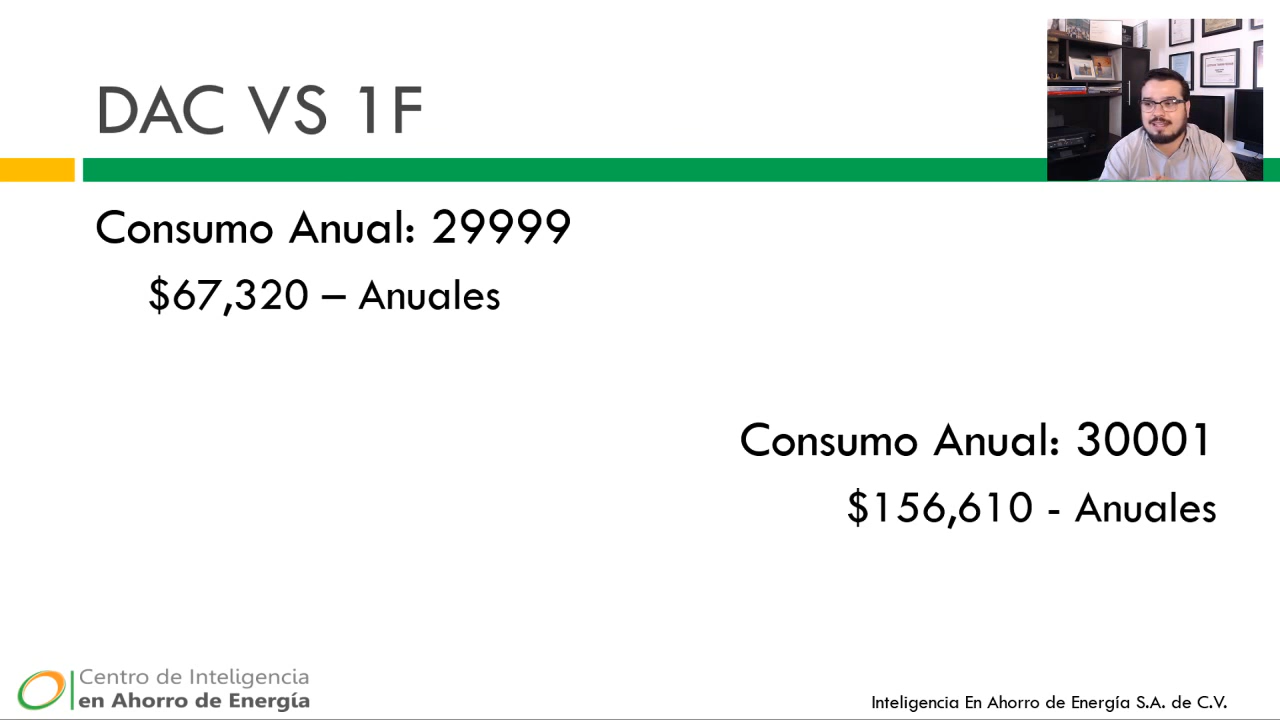 DAC VS 1F
Consumo Anual: 29999
$67,320 – Anuales
Consumo Anual: 30001
$156,610 - Anuales
Centro de Inteligencia
en Ahorro de Energía
Inteligencia En Ahorro de Energía S.A. de C.V.